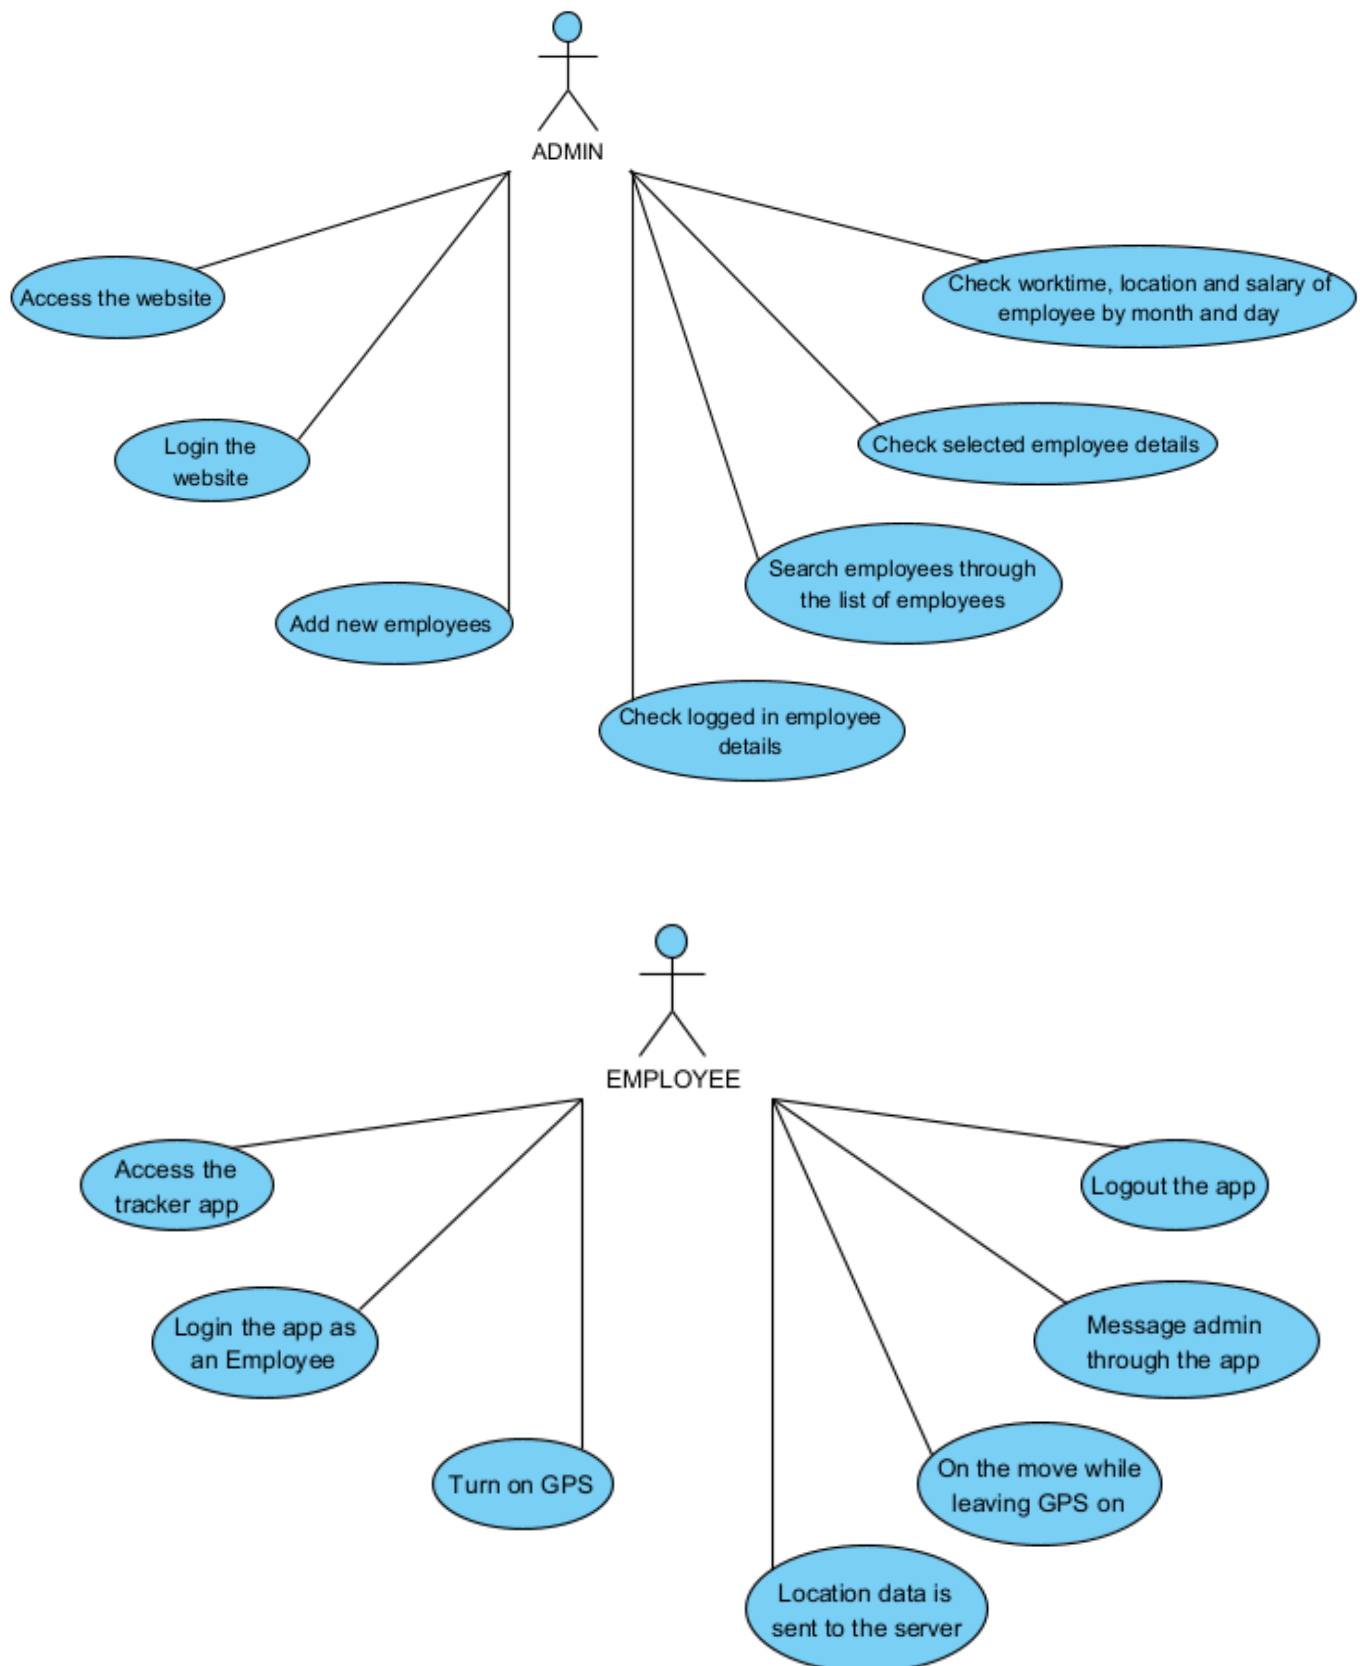 ADMIN
Access the website
Check worktime, location and salary of
employee by month and day
Login the
website
Check selected employee details
Search employees through
the list of employees
Add new employees
Check logged in employee
details
EMPLOYEE
Access the
tracker app
Logout the app
Login the app as
an Employee
Message admin
through the app
Turn on GPS
On the move while
leaving GPS on
Location data is
sent to the server